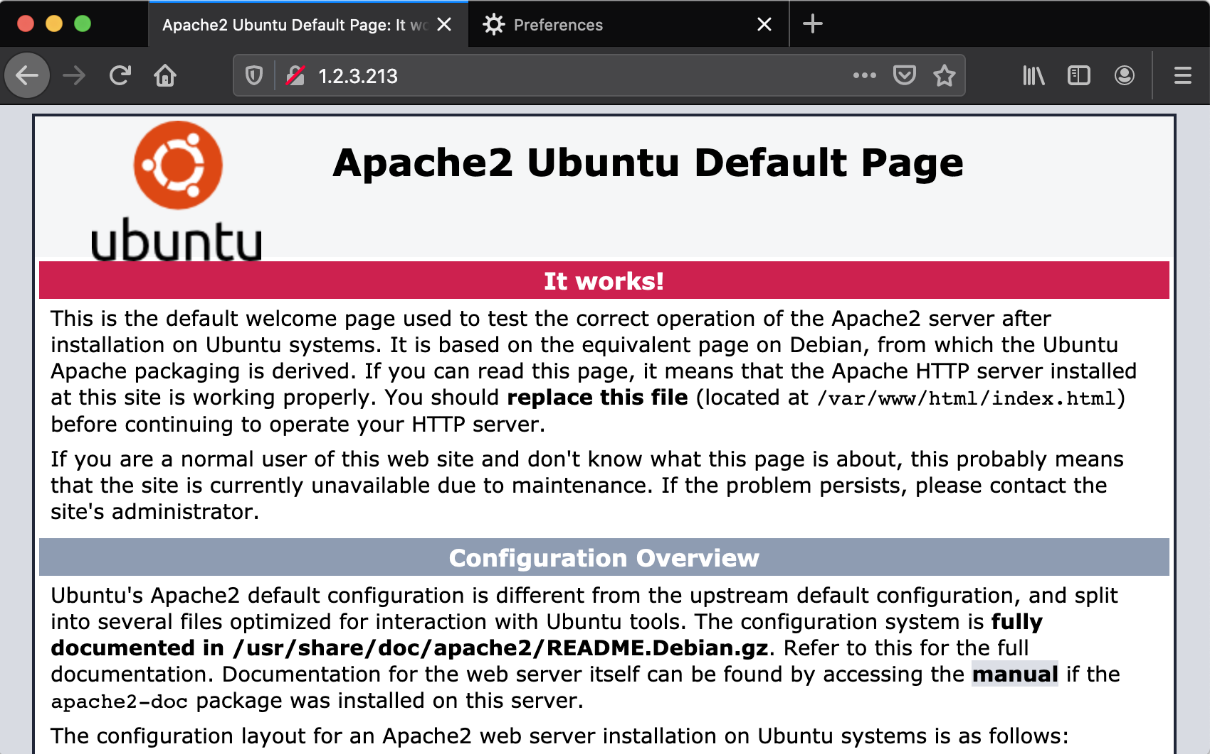 Apache2 Ubuntu Default Page: It wo
Preferences
1.2.3.213
Apache2 Ubuntu Default Page
ubuntu
It works!
This is the default welcome page used to test the correct operation of the Apache2 server after
installation on Ubuntu systems. It is based on the equivalent page on Debian, from which the Ubuntu
Apache packaging is derived. If you can read this page, it means that the Apache HTTP server installed
at this site is working properly. You should replace this file (located at /var/www/html/index.html)
before continuing to operate your HTTP server.
If you are a normal user of this web site and don't know what this page is about, this probably means
that the site is currently unavailable due to maintenance. If the problem persists, please contact the
site's administrator.
Configuration Overview
Ubuntu's Apache2 default configuration is different from the upstream default configuration, and split
into several files optimized for interaction with Ubuntu tools. The configuration system is fully
documented in /usr/share/doc/apache2/README.Debian.gz. Refer to this for the full
documentation. Documentation for the web server itself can be found by accessing the manual if the
apache2-doc package was installed on this server.
The configuration layout for an Apache2 web server installation on Ubuntu systems is as follows: